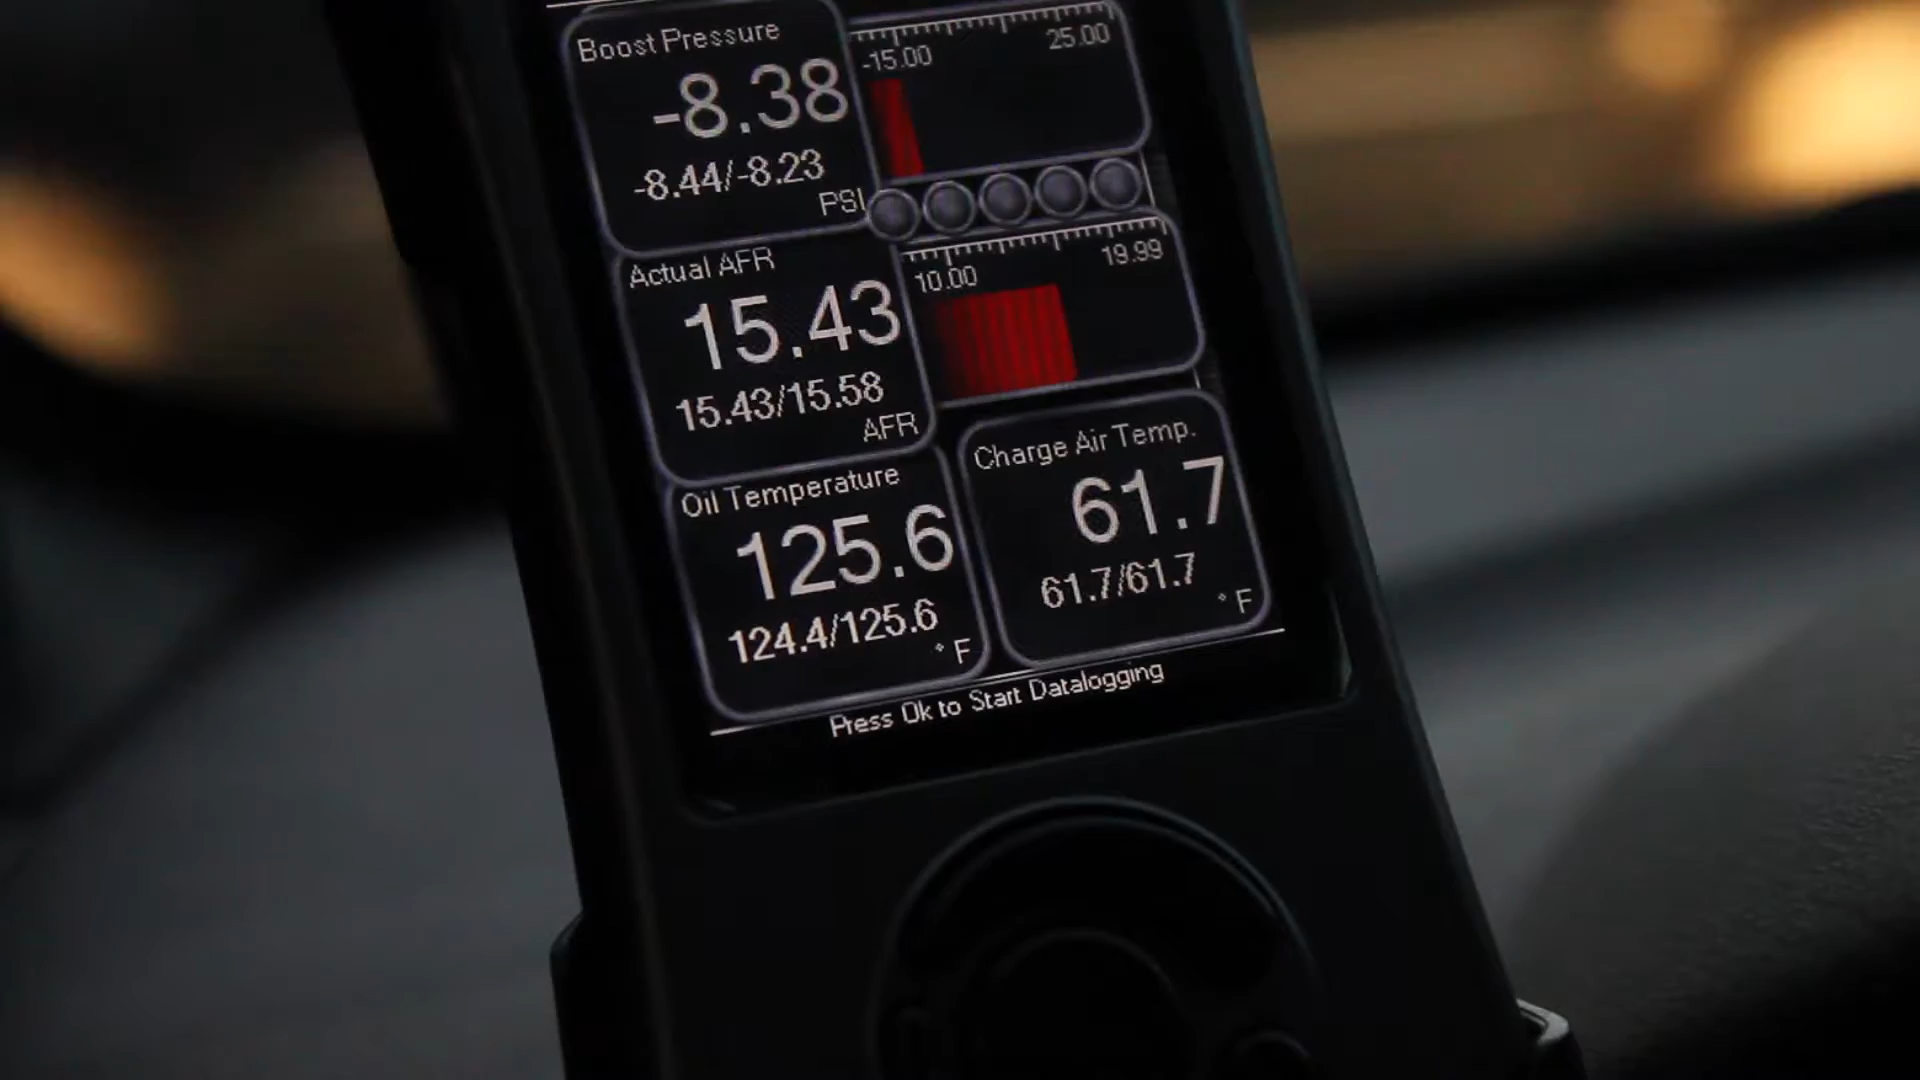 Boost Pressure
-8.38
-8.44/-8.23
PSI
-15.00 25.00
Actual AFR
15.43
15.43/15.58
AFR
10.00 19.99
Oil Temperature
125.6
124.4/125.6
° F
Charge Air Temp.
61.7
61.7/61.7
° F
Press Ok to Start Datalogging